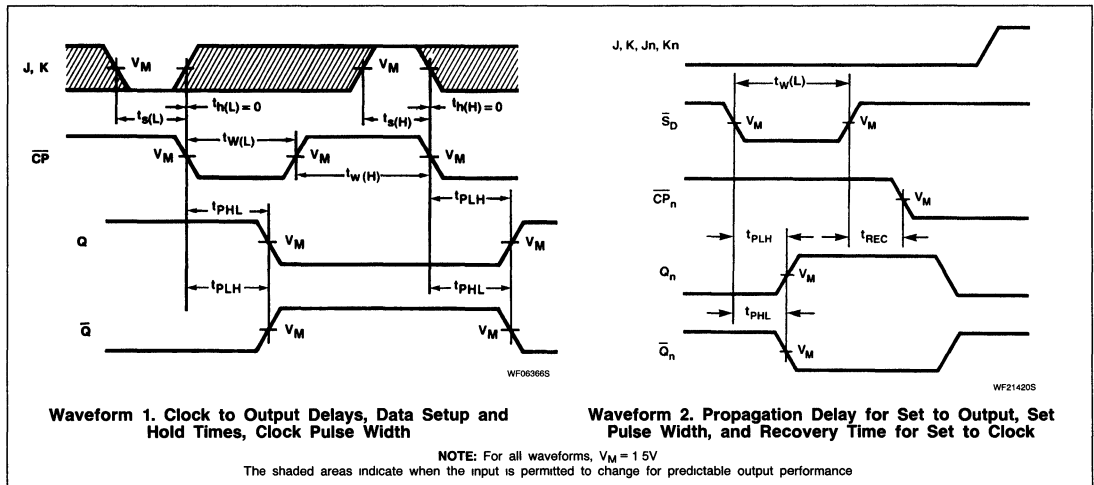 J, K
VM
th(L) = 0
ts(L)
VM
th(H) = 0
ts(H)
CP
VM
tW(L)
VM
tw(H)
VM
tPHL
tPLH
Q
VM
VM
tPLH
tPHL
Q
VM
VM
WF06366S
Waveform 1. Clock to Output Delays, Data Setup and
Hold Times, Clock Pulse Width
J, K, Jn, Kn
tW(L)
SD
VM
VM
CPn
VM
tPLH
tREC
Qn
VM
tPHL
Qn
VM
WF21420S
Waveform 2. Propagation Delay for Set to Output, Set
Pulse Width, and Recovery Time for Set to Clock
NOTE: For all waveforms, VM = 1 5V
The shaded areas indicate when the input is permitted to change for predictable output performance